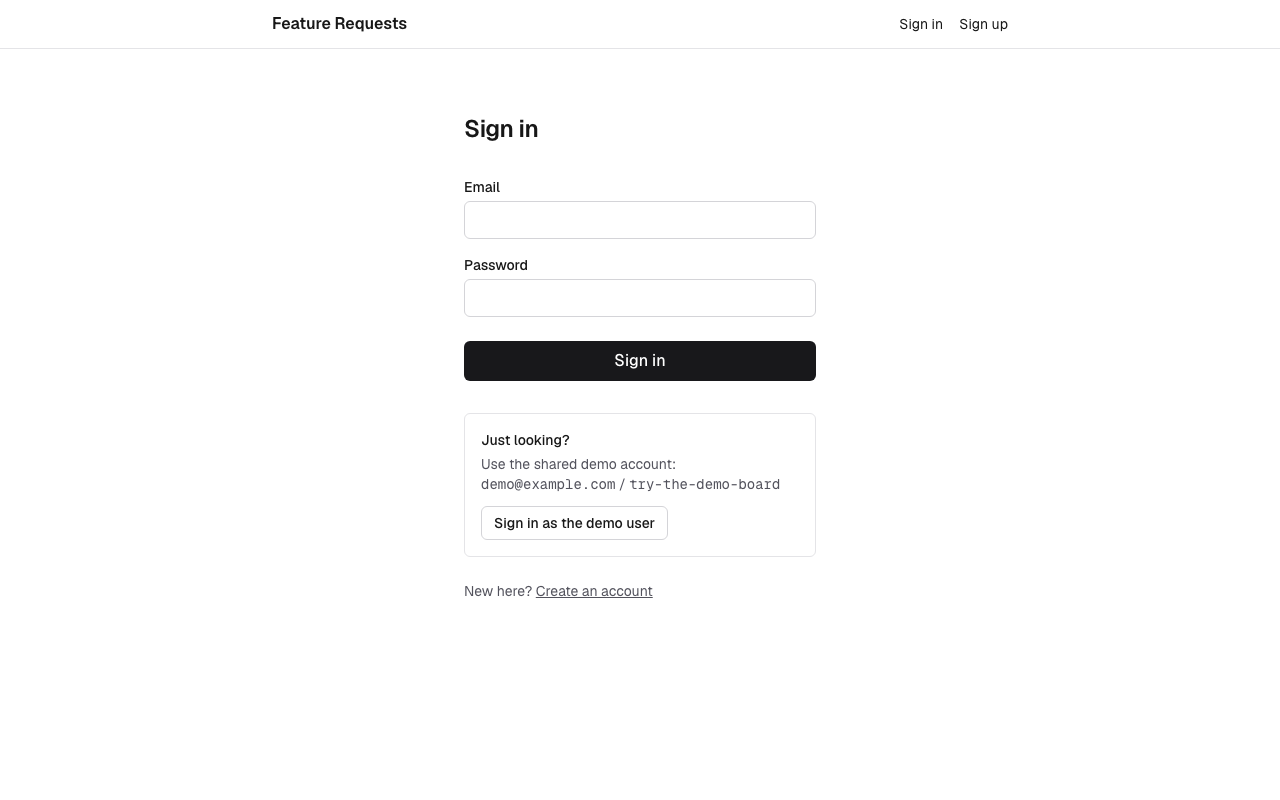 Feature Requests
Sign in
Sign up
Sign in
Email
Password
Sign in
Just looking?
Use the shared demo account:
demo@example.com / try-the-demo-board
Sign in as the demo user
New here? Create an account